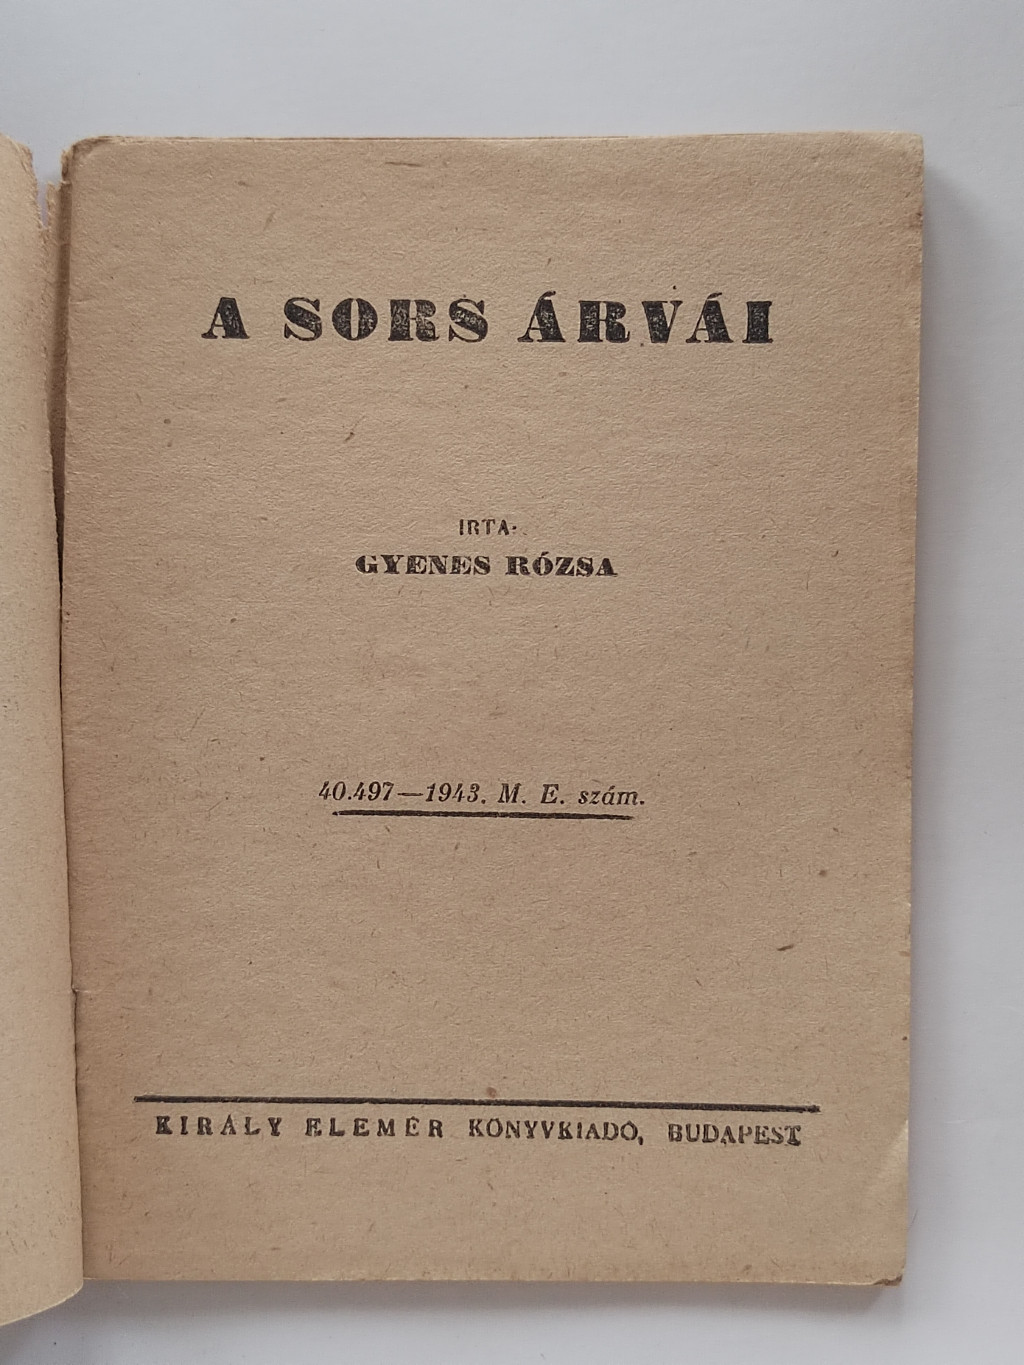 A SORS ÁRVÁI
IRTA:
GYENES RÓZSA
40.497—1943. M. E. szám.
KIRÁLY ELEMÉR KÖNYVKIADÓ, BUDAPEST